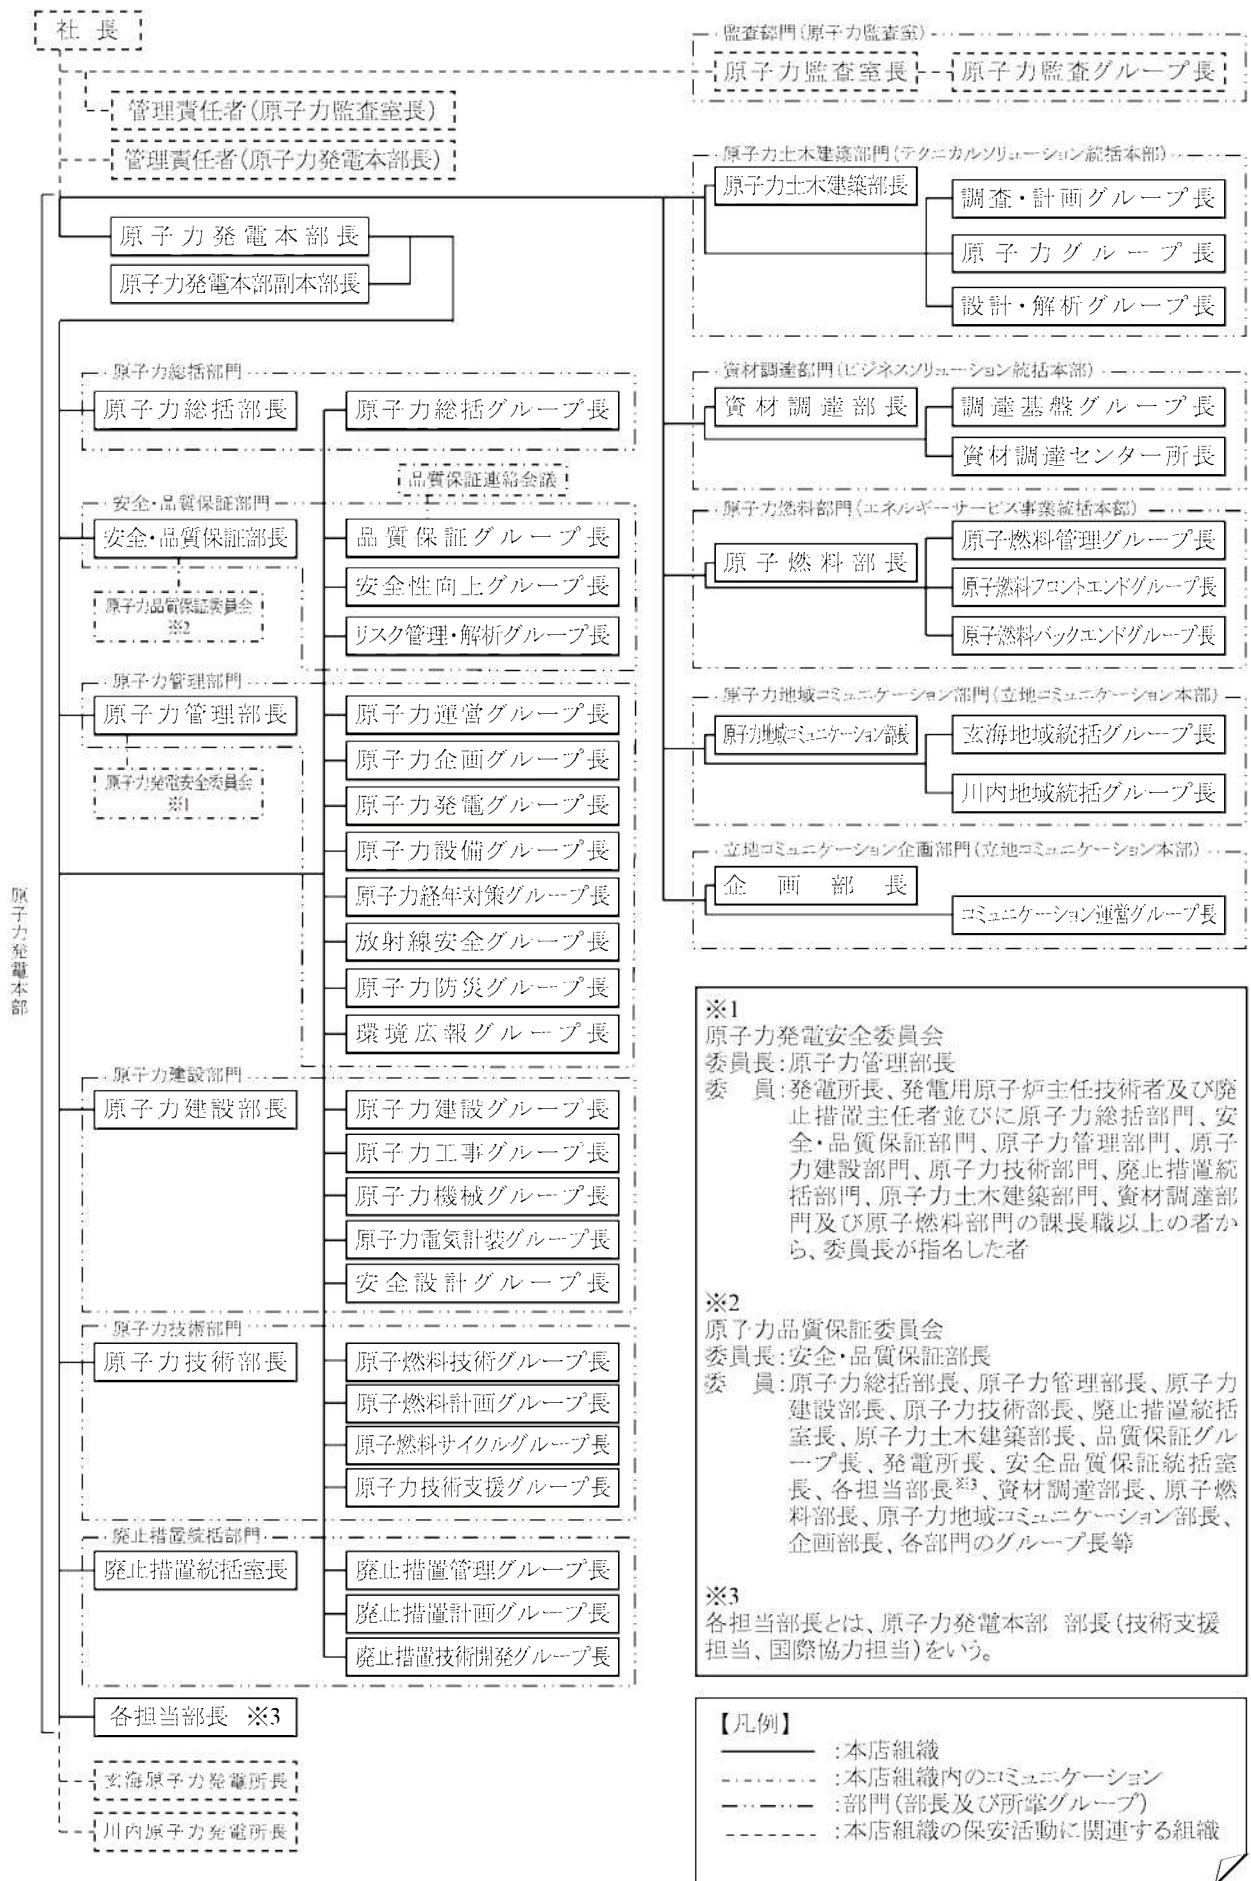 社長
管理責任者(原子力監査室長)
管理責任者(原子力発電本部長)
原子力発電本部
原子力発電本部長
原子力発電本部副本部長
原子力総括部門
原子力総括部長
原子力総括グループ長
品質保証連絡会議
安全・品質保証部門
安全・品質保証部長
品質保証グループ長
安全性向上グループ長
原子力品質保証委員会
※2
リスク管理・解析グループ長
原子力管理部門
原子力管理部長
原子力運営グループ長
原子力企画グループ長
原子力発電安全委員会
※1
原子力発電グループ長
原子力設備グループ長
原子力経年対策グループ長
放射線安全グループ長
原子力防災グループ長
環境広報グループ長
原子力建設部門
原子力建設部長
原子力建設グループ長
原子力工事グループ長
原子力機械グループ長
原子力電気計装グループ長
安全設計グループ長
原子力技術部門
原子力技術部長
原子燃料技術グループ長
原子燃料計画グループ長
原子燃料サイクルグループ長
原子力技術支援グループ長
廃止措置統括部門
廃止措置統括室長
廃止措置管理グループ長
廃止措置計画グループ長
廃止措置技術開発グループ長
各担当部長 ※3
玄海原子力発電所長
川内原子力発電所長
監査部門(原子力監査室)
原子力監査室長
原子力監査グループ長
原子力土木建築部門(テクニカルソリューション統括本部)
原子力土木建築部長
調査・計画グループ長
原子力グループ長
設計・解析グループ長
資材調達部門(ビジネスソリューション統括本部)
資材調達部長
調達基盤グループ長
資材調達センター所長
原子燃料部門(エネルギーサービス事業統括本部)
原子燃料部長
原子燃料管理グループ長
原子燃料フロントエンドグループ長
原子燃料バックエンドグループ長
原子力地域コミュニケーション部門(立地コミュニケーション本部)
原子力地域コミュニケーション部長
玄海地域統括グループ長
川内地域統括グループ長
立地コミュニケーション企画部門(立地コミュニケーション本部)
企画部長
コミュニケーション運営グループ長
※1
原子力発電安全委員会
委員長:原子力管理部長
委 員:発電所長、発電用原子炉主任技術者及び廃
止措置主任者並びに原子力総括部門、安
全・品質保証部門、原子力管理部門、原子
力建設部門、原子力技術部門、廃止措置統
括部門、原子力土木建築部門、資材調達部
門及び原子燃料部門の課長職以上の者か
ら、委員長が指名した者
※2
原子力品質保証委員会
委員長:安全・品質保証部長
委 員:原子力総括部長、原子力管理部長、原子力
建設部長、原子力技術部長、廃止措置統括
室長、原子力土木建築部長、品質保証グル
ープ長、発電所長、安全品質保証統括室
長、各担当部長※3、資材調達部長、原子燃
料部長、原子力地域コミュニケーション部長、
企画部長、各部門のグループ長等
※3
各担当部長とは、原子力発電本部 部長(技術支援
担当、国際協力担当)をいう。
【凡例】
:本店組織
:本店組織内のコミュニケーション
:部門(部長及び所掌グループ)
:本店組織の保安活動に関連する組織